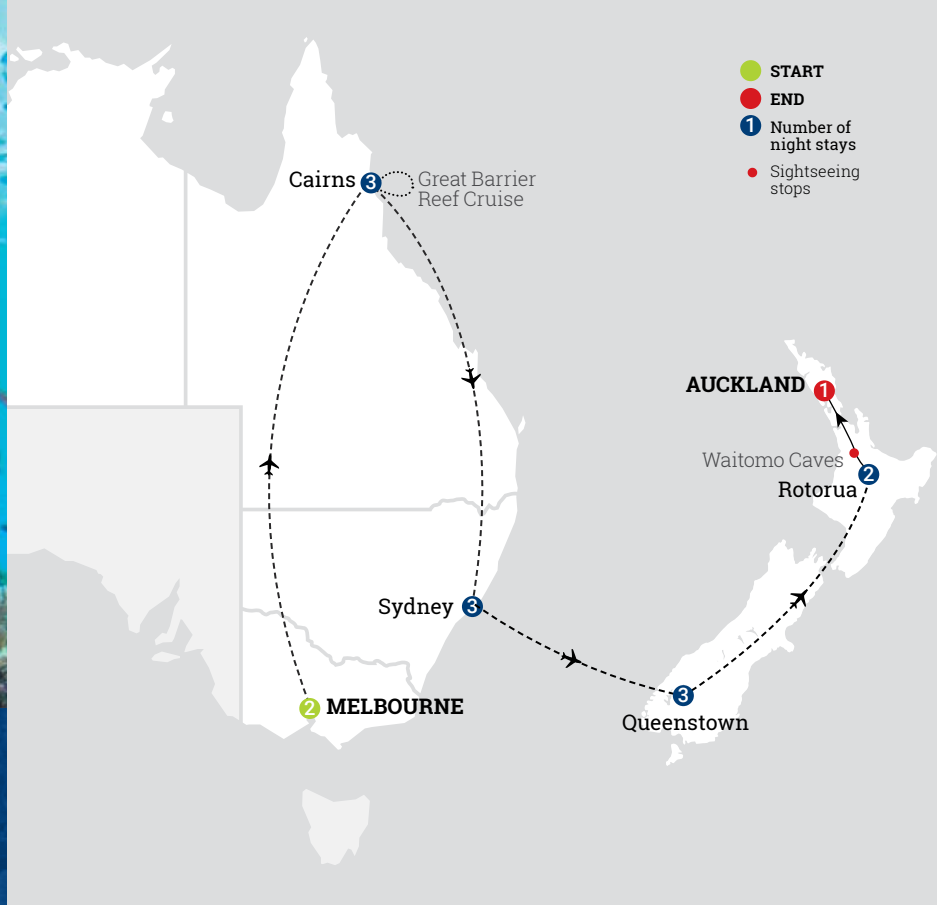 START
END
1 Number of
night stays
Sightseeing
stops
Cairns 3 Great Barrier
Reef Cruise
AUCKLAND 1
Waitomo Caves
2
Rotorua
Sydney 3
3
Queenstown
2 MELBOURNE